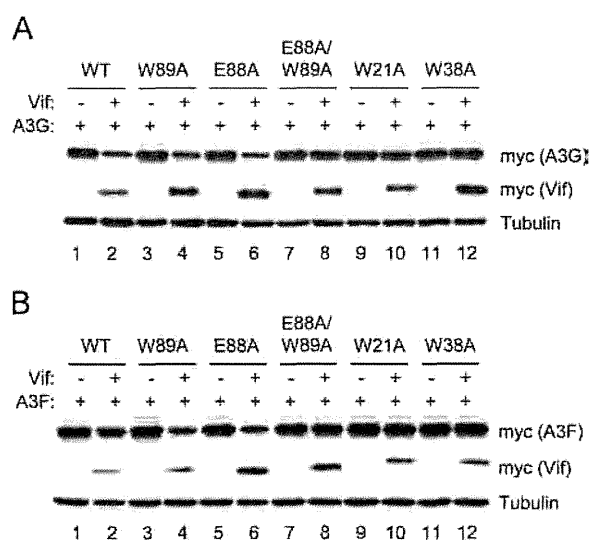 A
E88A/
WT W89A E88A W89A W21A W38A
Vif: - + - + - + - + - + - +
A3G: + + + + + + + + + + + +
myc (A3G)
myc (Vif)
Tubulin
1 2 3 4 5 6 7 8 9 10 11 12
B
E88A/
WT W89A E88A W89A W21A W38A
Vif: - + - + - + - + - + - +
A3F: + + + + + + + + + + + +
myc (A3F)
myc (Vif)
Tubulin
1 2 3 4 5 6 7 8 9 10 11 12